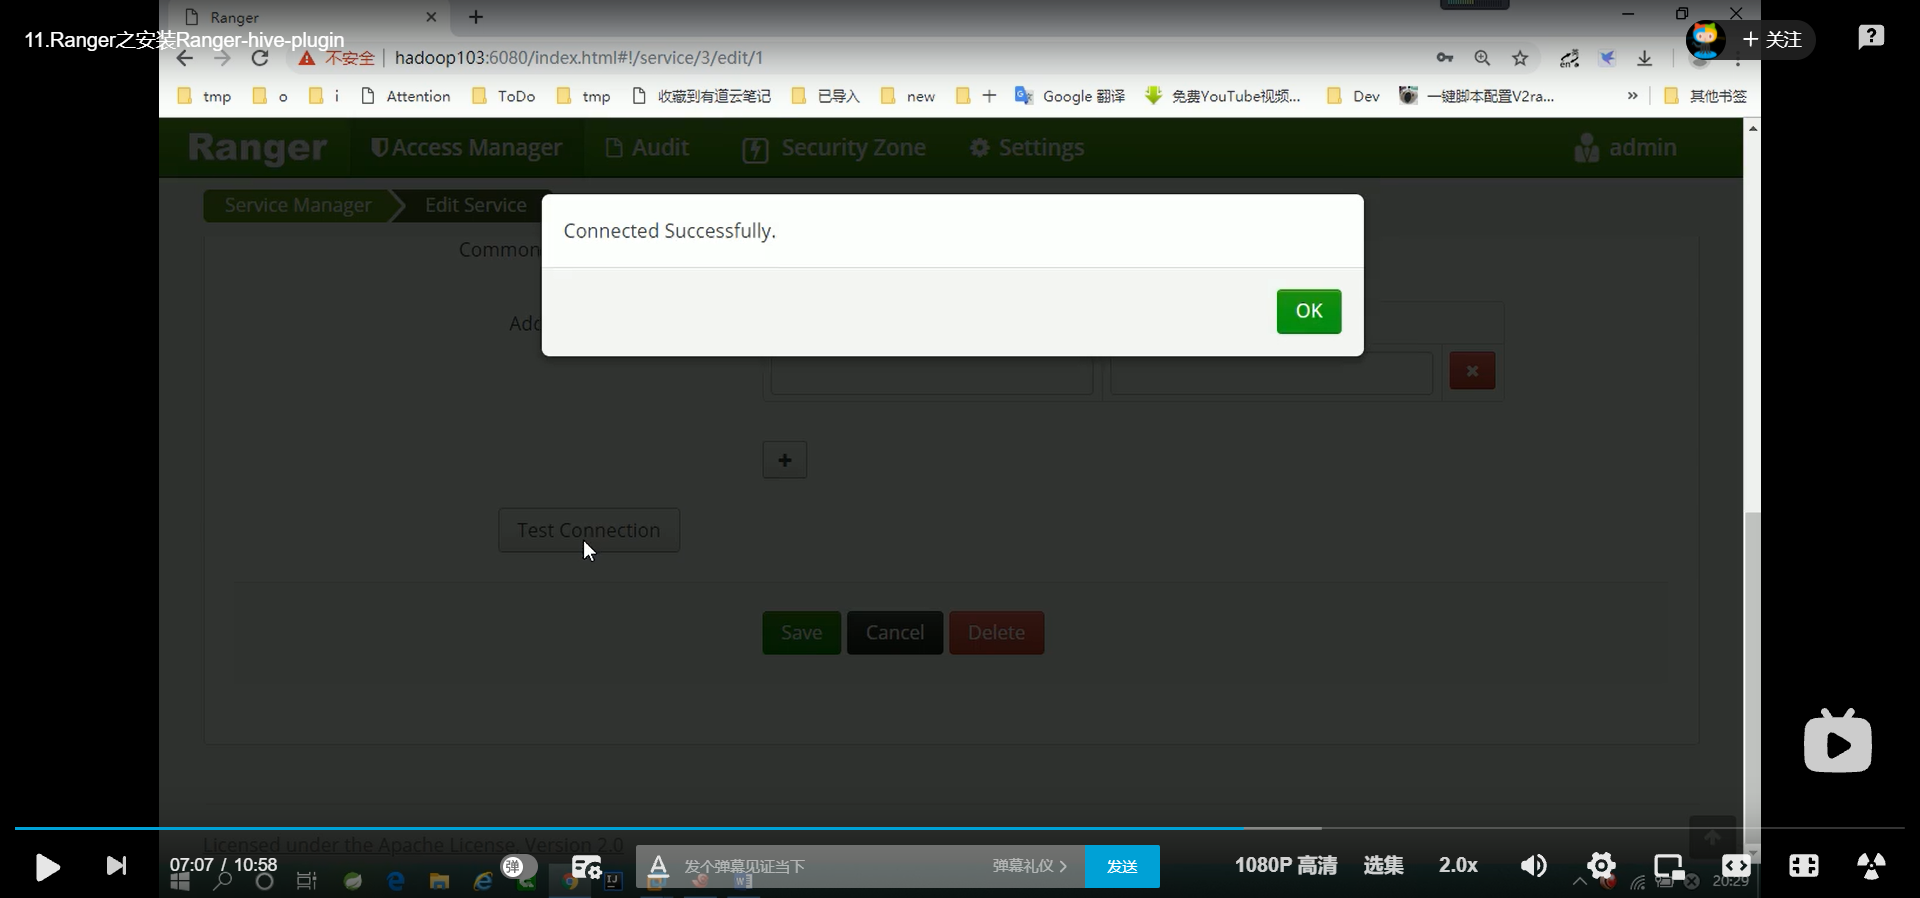 Ranger
11.Ranger之安装Ranger-hive-plugin
+ 关注
不安全 hadoop103:6080/index.html#!/service/3/edit/1
tmp o i Attention ToDo tmp 收藏到有道云笔记 已导入 new 十 Google 翻译 免费YouTube视频... Dev 一键脚本配置V2ra... » 其他书签
Ranger Access Manager Audit Security Zone Settings admin
Service Manager Edit Service
Connected Successfully.
Common
OK
Add
Test Connection
Save Cancel Delete
Licensed under the Apache License, Version 2.0
07:07 / 10:58 弹 发个弹幕见证当下 弹幕礼仪 > 发送 1080P 高清 选集 2.0x
20:29